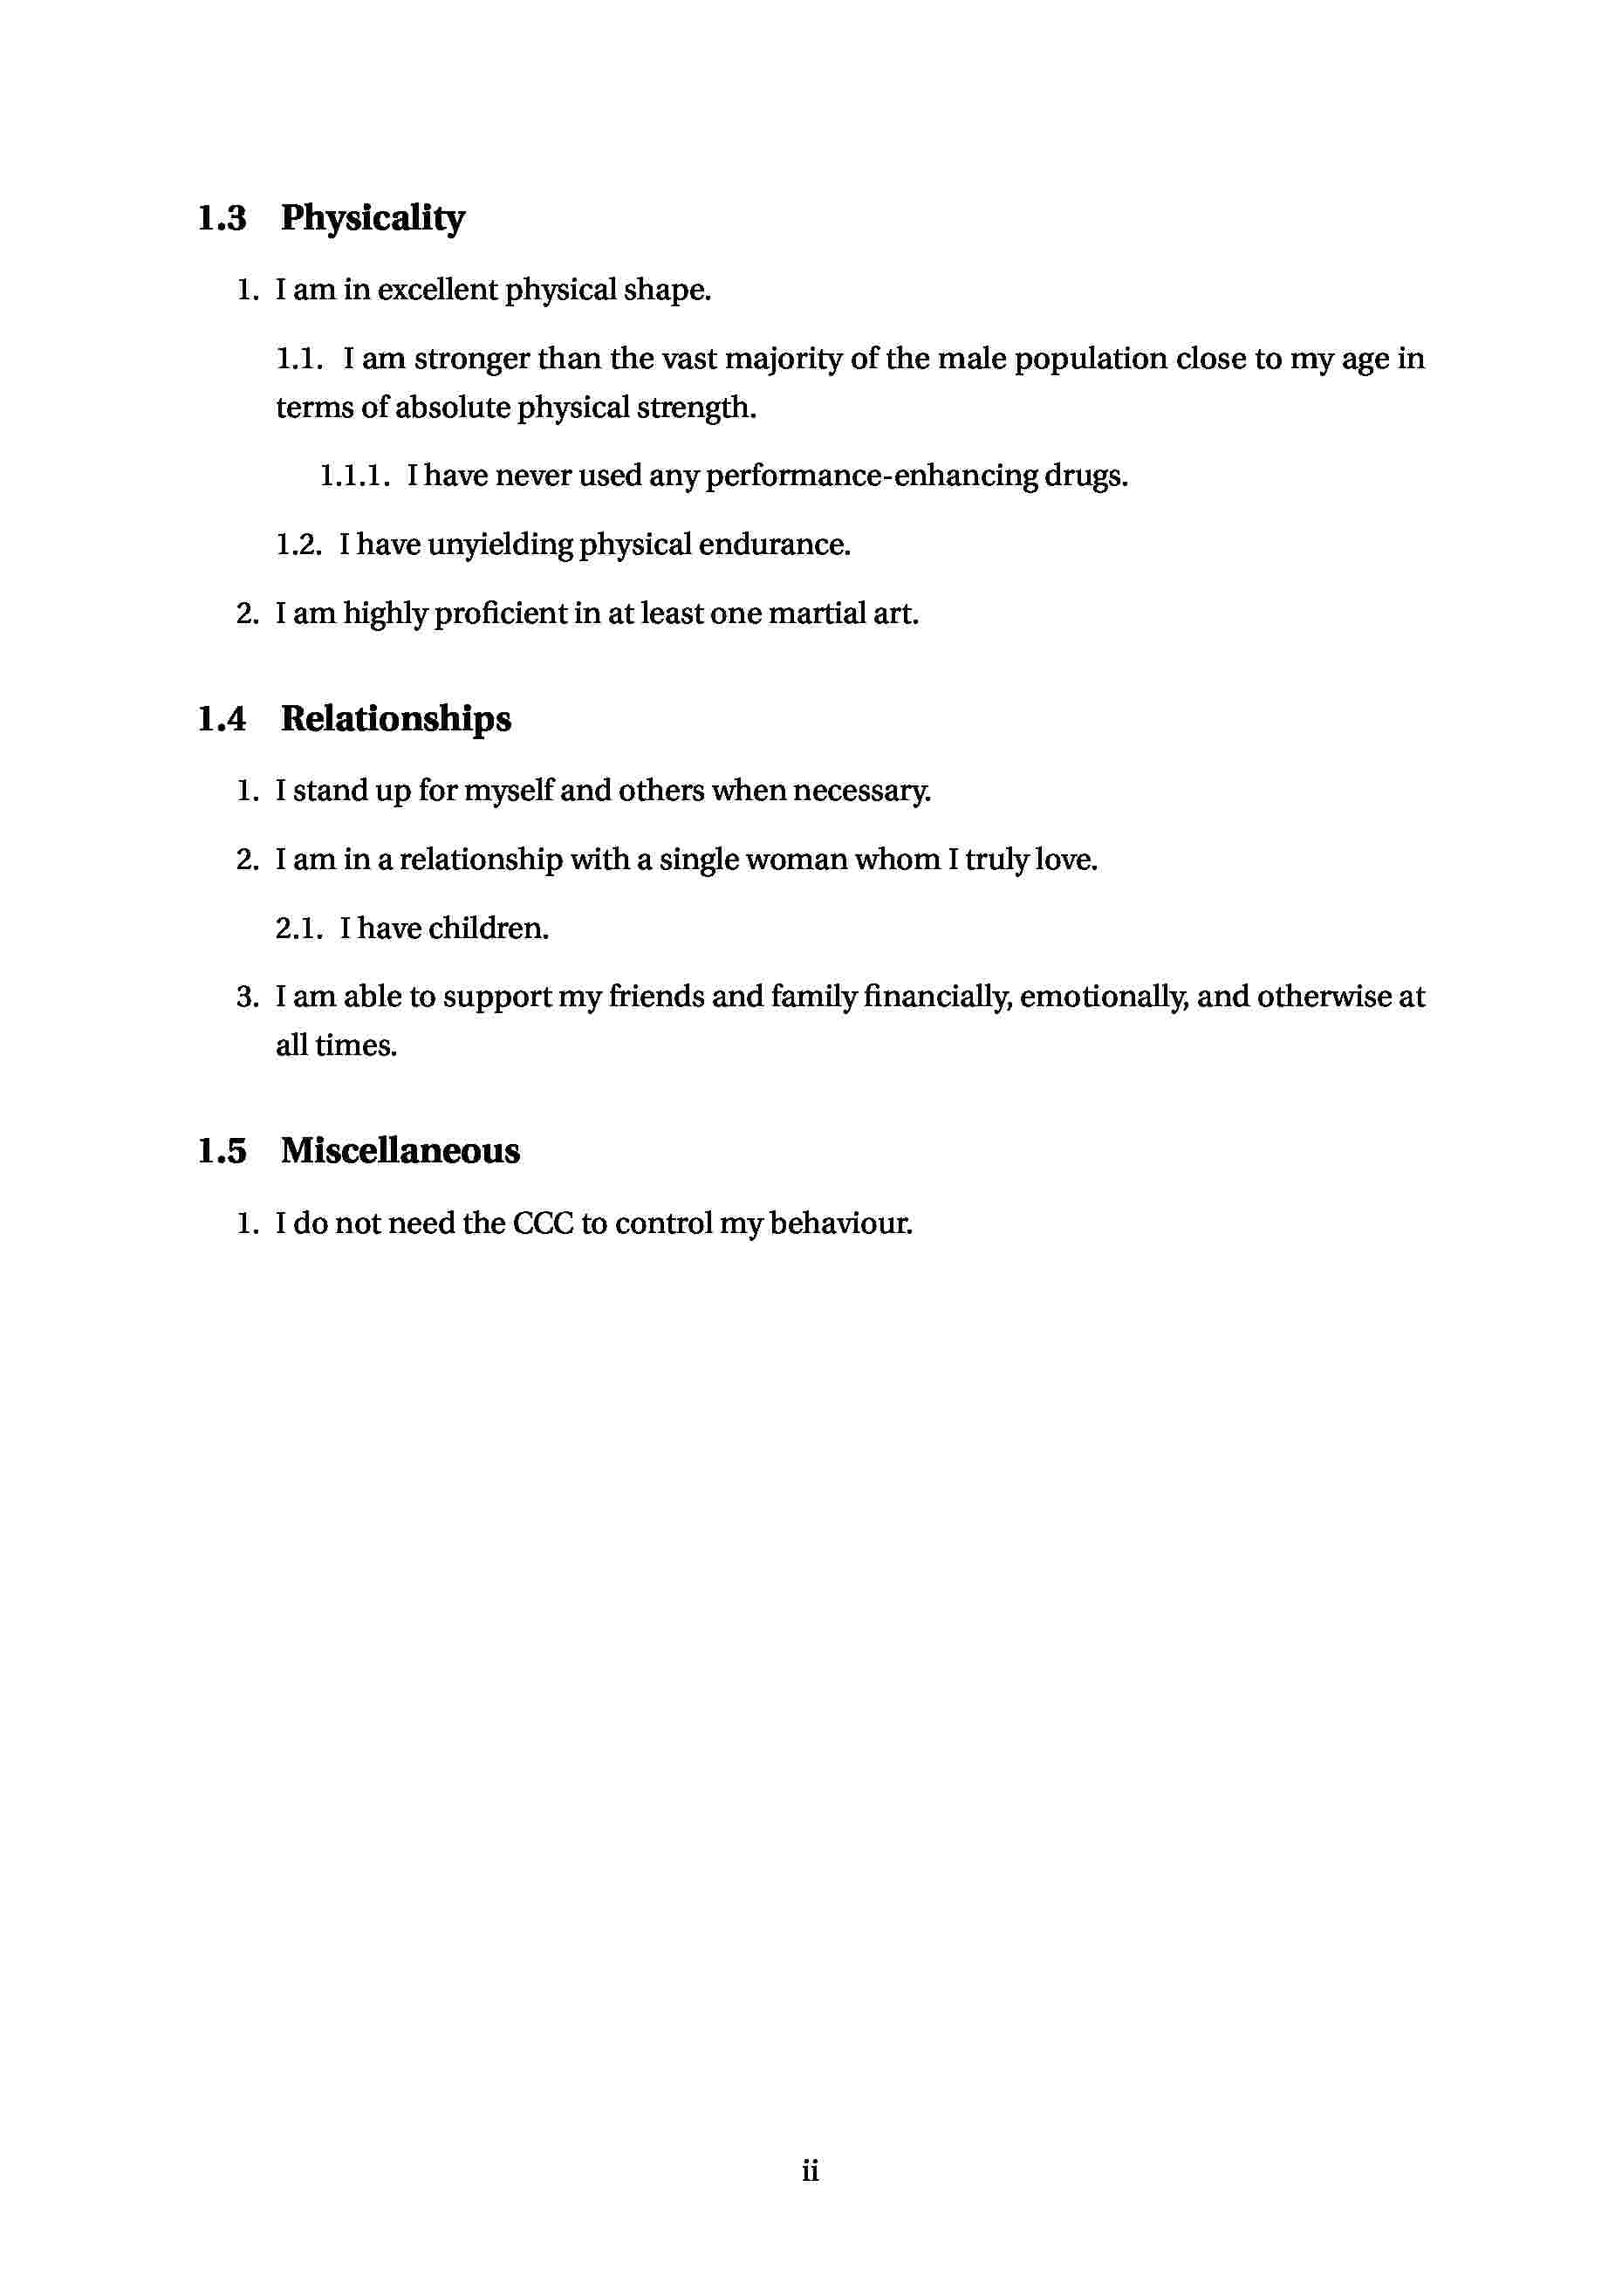 1.3 Physicality
1. I am in excellent physical shape.
1.1. I am stronger than the vast majority of the male population close to my age in
terms of absolute physical strength.
1.1.1. I have never used any performance-enhancing drugs.
1.2. I have unyielding physical endurance.
2. I am highly proficient in at least one martial art.
1.4 Relationships
1. I stand up for myself and others when necessary.
2. I am in a relationship with a single woman whom I truly love.
2.1. I have children.
3. I am able to support my friends and family financially, emotionally, and otherwise at
all times.
1.5 Miscellaneous
1. I do not need the CCC to control my behaviour.
ii